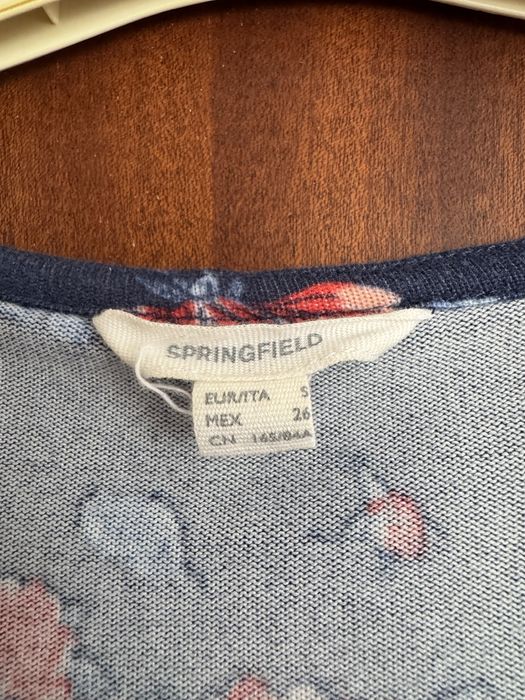 SPRINGFIELD
EUR/ITA S
MEX 26
CN 165/84A